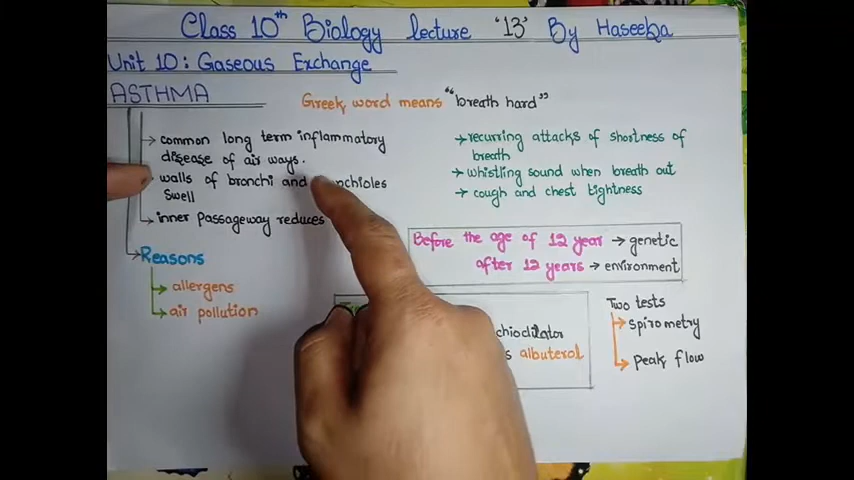 Class 10th Biology lecture '13' By Haseeba
Unit 10: Gaseous Exchange
ASTHMA
Greek word means "breath hard"
common long term inflammatory
disease of air ways.
walls of bronchi and nchioles
swell
inner passageway reduces
Reasons
allergens
air pollution
recurring attacks of shortness of
breath
whistling sound when breath out
cough and chest tightness
Before the age of 12 year → genetic
after 12 years → environment
chiodilator
albuterol
Two tests
spirometry
peak flow